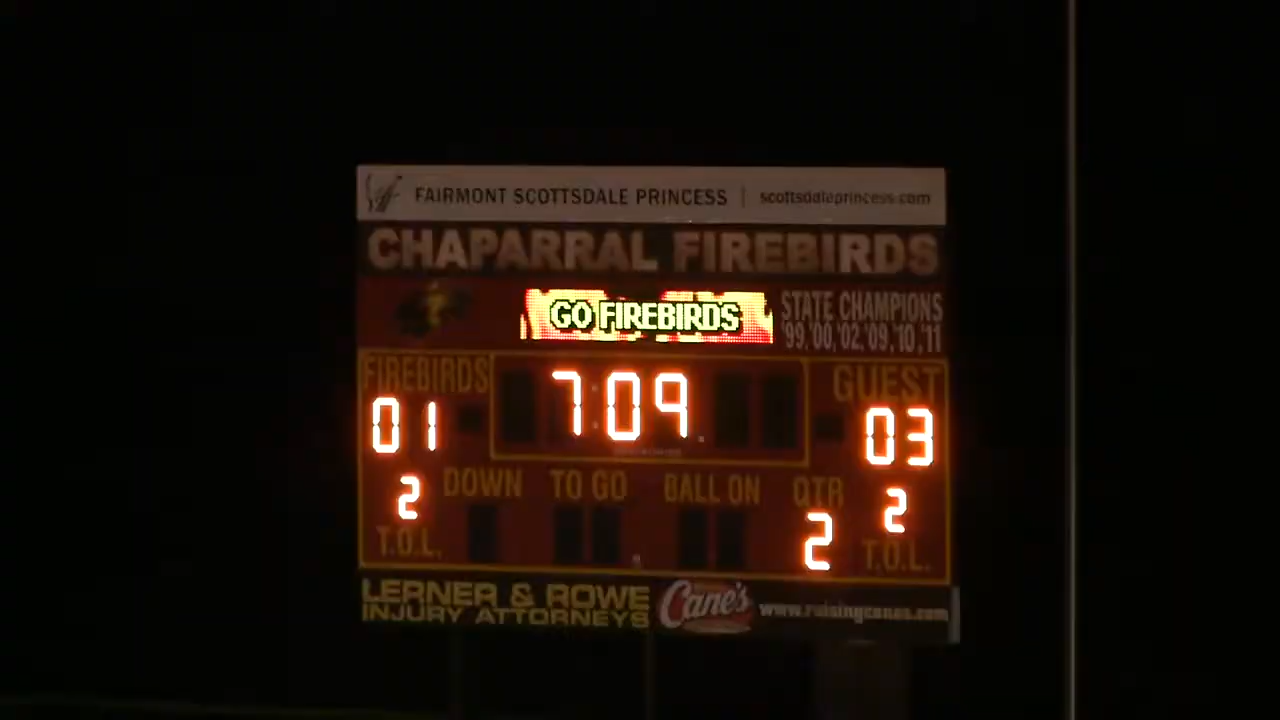 FAIRMONT SCOTTSDALE PRINCESS | scottsdaleprincess.com
CHAPARRAL FIREBIRDS
GO FIREBIRDS
STATE CHAMPIONS
'99,'00,'02,'09,'10,'11
FIREBIRDS
7:09
GUEST
01
03
DOWN
TO GO
BALL ON
QTR
2
2
2
T.O.L.
T.O.L.
LERNER & ROWE
INJURY ATTORNEYS
Cane's
www.raisingcanes.com